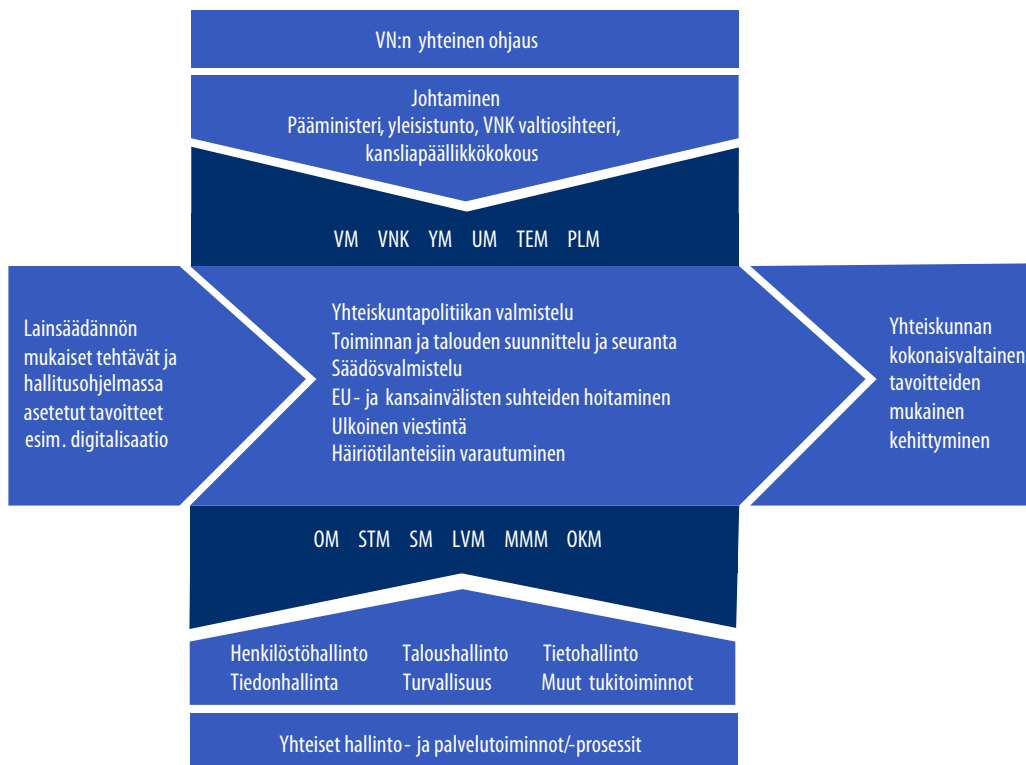 VN:n yhteinen ohjaus
Johtaminen
Pääministeri, yleisistunto, VNK valtiosihteeri,
kansliapäällikkökokous
VM VNK YM UM TEM PLM
Lainsäädännön
mukaiset tehtävät ja
hallitusohjelmassa
asetetut tavoitteet
esim. digitalisaatio
Yhteiskuntapolitiikan valmistelu
Toiminnan ja talouden suunnittelu ja seuranta
Säädösvalmistelu
EU- ja kansainvälisten suhteiden hoitaminen
Ulkoinen viestintä
Häiriötilanteisiin varautuminen
Yhteiskunnan
kokonaisvaltainen
tavoitteiden
mukainen
kehittyminen
OM STM SM LVM MMM OKM
Henkilöstöhallinto Taloushallinto Tietohallinto
Tiedonhallinta Turvallisuus Muut tukitoiminnot
Yhteiset hallinto- ja palvelutoiminnot/-prosessit